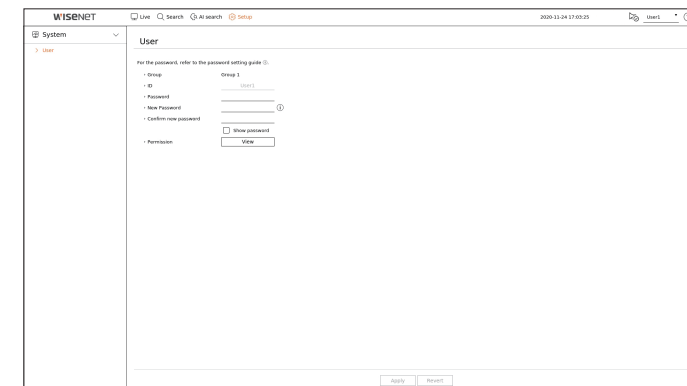 WISENET
Live Search AI search Setup
2020-11-24 17:03:25
User1
System
> User
User
For the password, refer to the password setting guide ⓘ.
• Group Group 1
• ID User1
• Password
• New Password ⓘ
• Confirm new password
Show password
• Permission View
Apply Revert